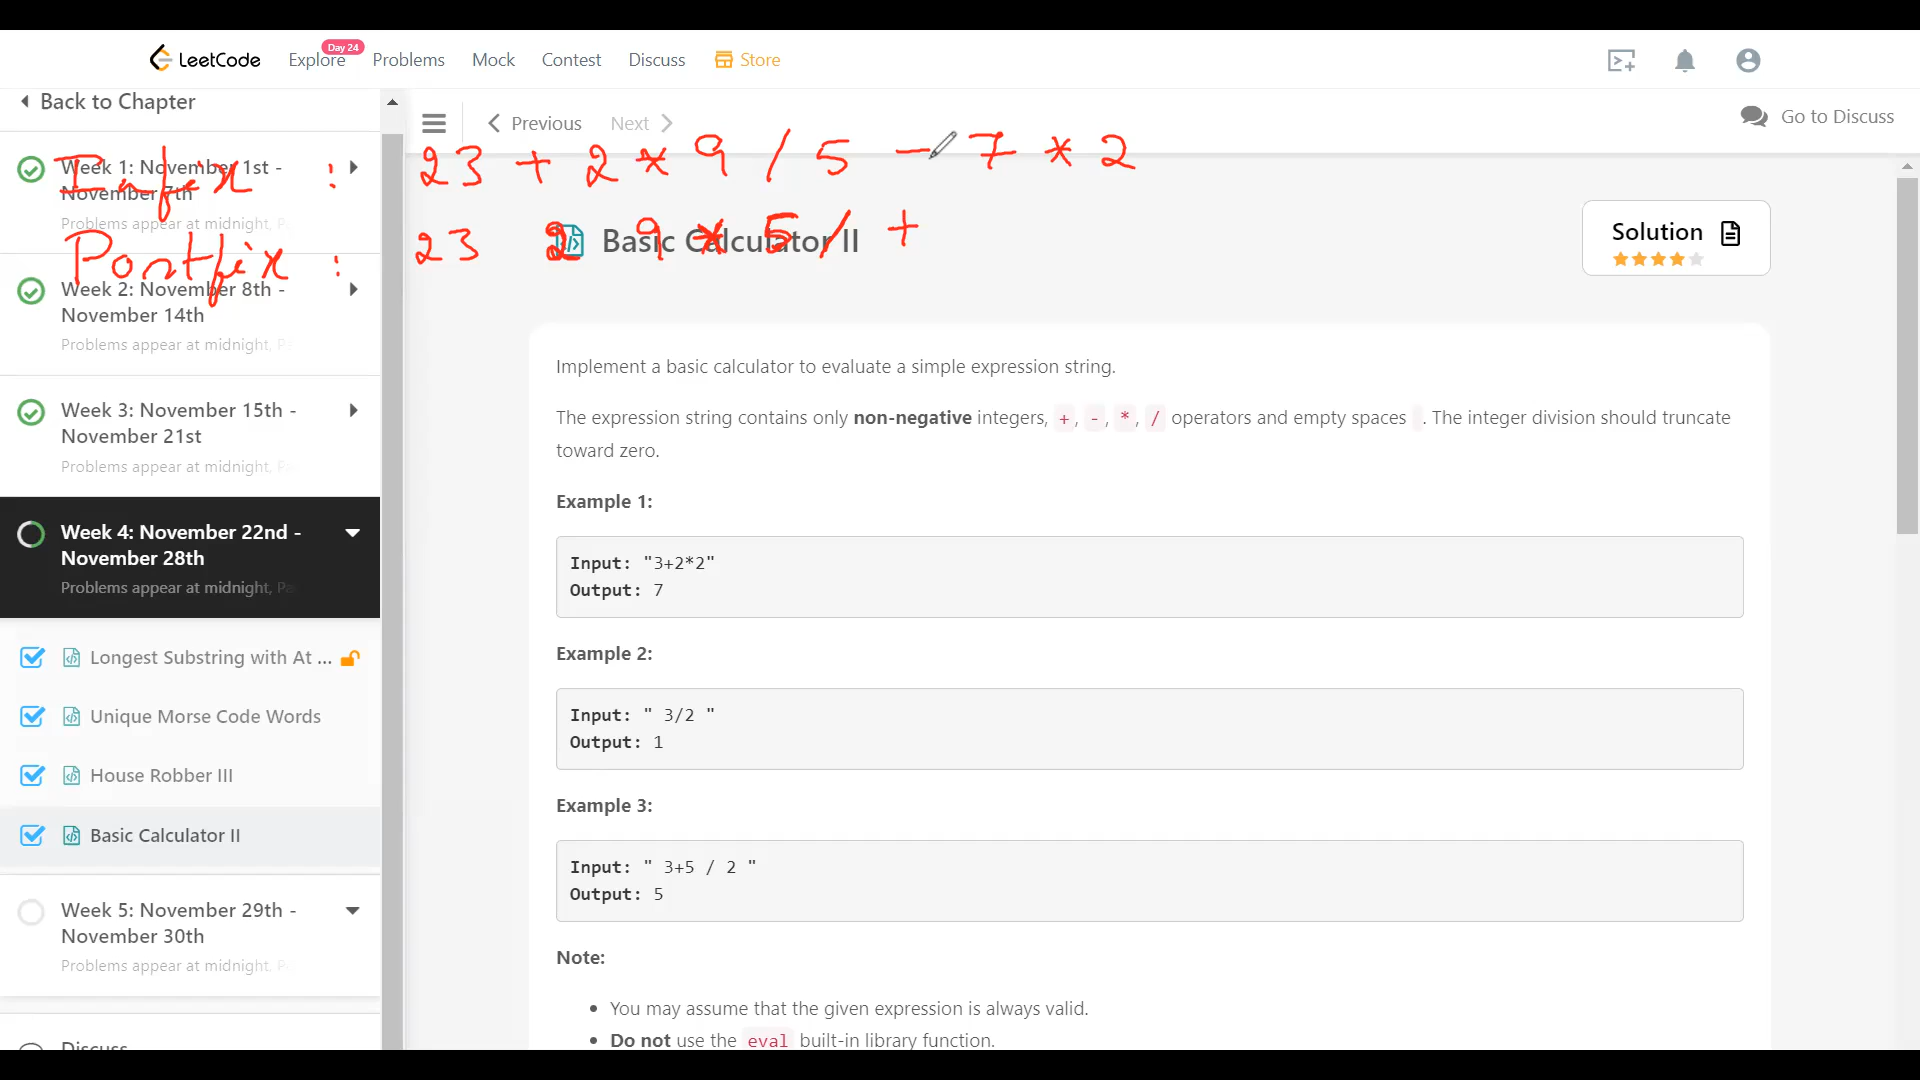 LeetCode Explore Day 24 Problems Mock Contest Discuss Store
Back to Chapter
Previous Next
Go to Discuss
Infix : 23 + 2 * 9 / 5 - 7 * 2
Week 1: November 1st -
November 7th
Problems appear at midnight, P
Postfix : 23 2 9 * 5 / +
Basic Calculator II
Solution
Week 2: November 8th -
November 14th
Problems appear at midnight, Pa
Week 3: November 15th -
November 21st
Problems appear at midnight, Pa
Week 4: November 22nd -
November 28th
Problems appear at midnight, Pa
Longest Substring with At ...
Unique Morse Code Words
House Robber III
Basic Calculator II
Week 5: November 29th -
November 30th
Problems appear at midnight, Pa
Discuss
Implement a basic calculator to evaluate a simple expression string.
The expression string contains only non-negative integers, +, -, *, / operators and empty spaces . The integer division should truncate
toward zero.
Example 1:
Input: "3+2*2"
Output: 7
Example 2:
Input: " 3/2 "
Output: 1
Example 3:
Input: " 3+5 / 2 "
Output: 5
Note:
• You may assume that the given expression is always valid.
• Do not use the eval built-in library function.